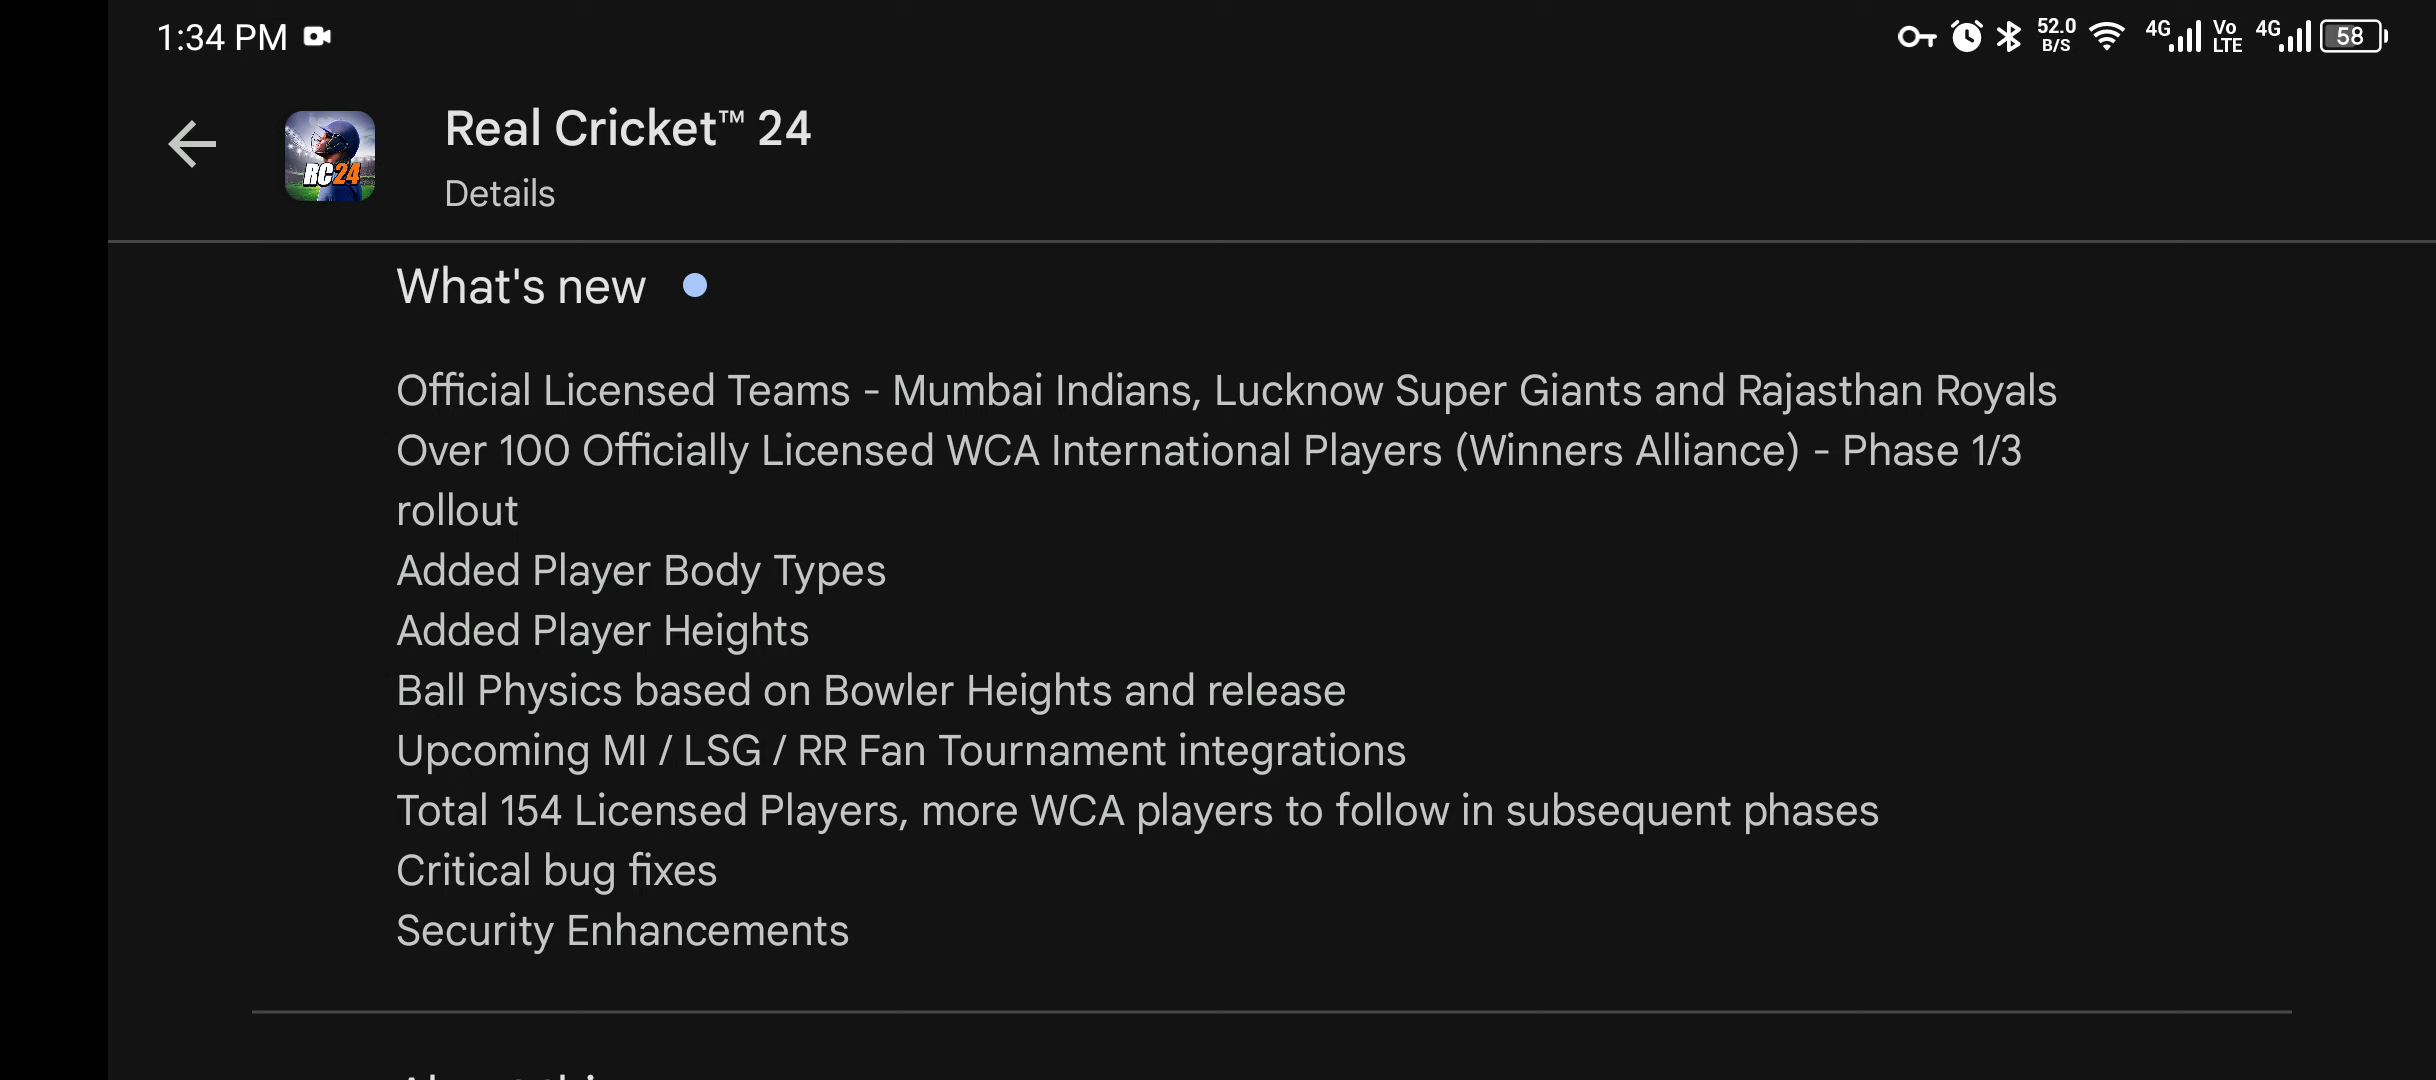 1:34 PM
52.0 B/S 4G Vo LTE 4G 58
Real Cricket™ 24
RC24
Details
What's new
Official Licensed Teams - Mumbai Indians, Lucknow Super Giants and Rajasthan Royals
Over 100 Officially Licensed WCA International Players (Winners Alliance) - Phase 1/3
rollout
Added Player Body Types
Added Player Heights
Ball Physics based on Bowler Heights and release
Upcoming MI / LSG / RR Fan Tournament integrations
Total 154 Licensed Players, more WCA players to follow in subsequent phases
Critical bug fixes
Security Enhancements